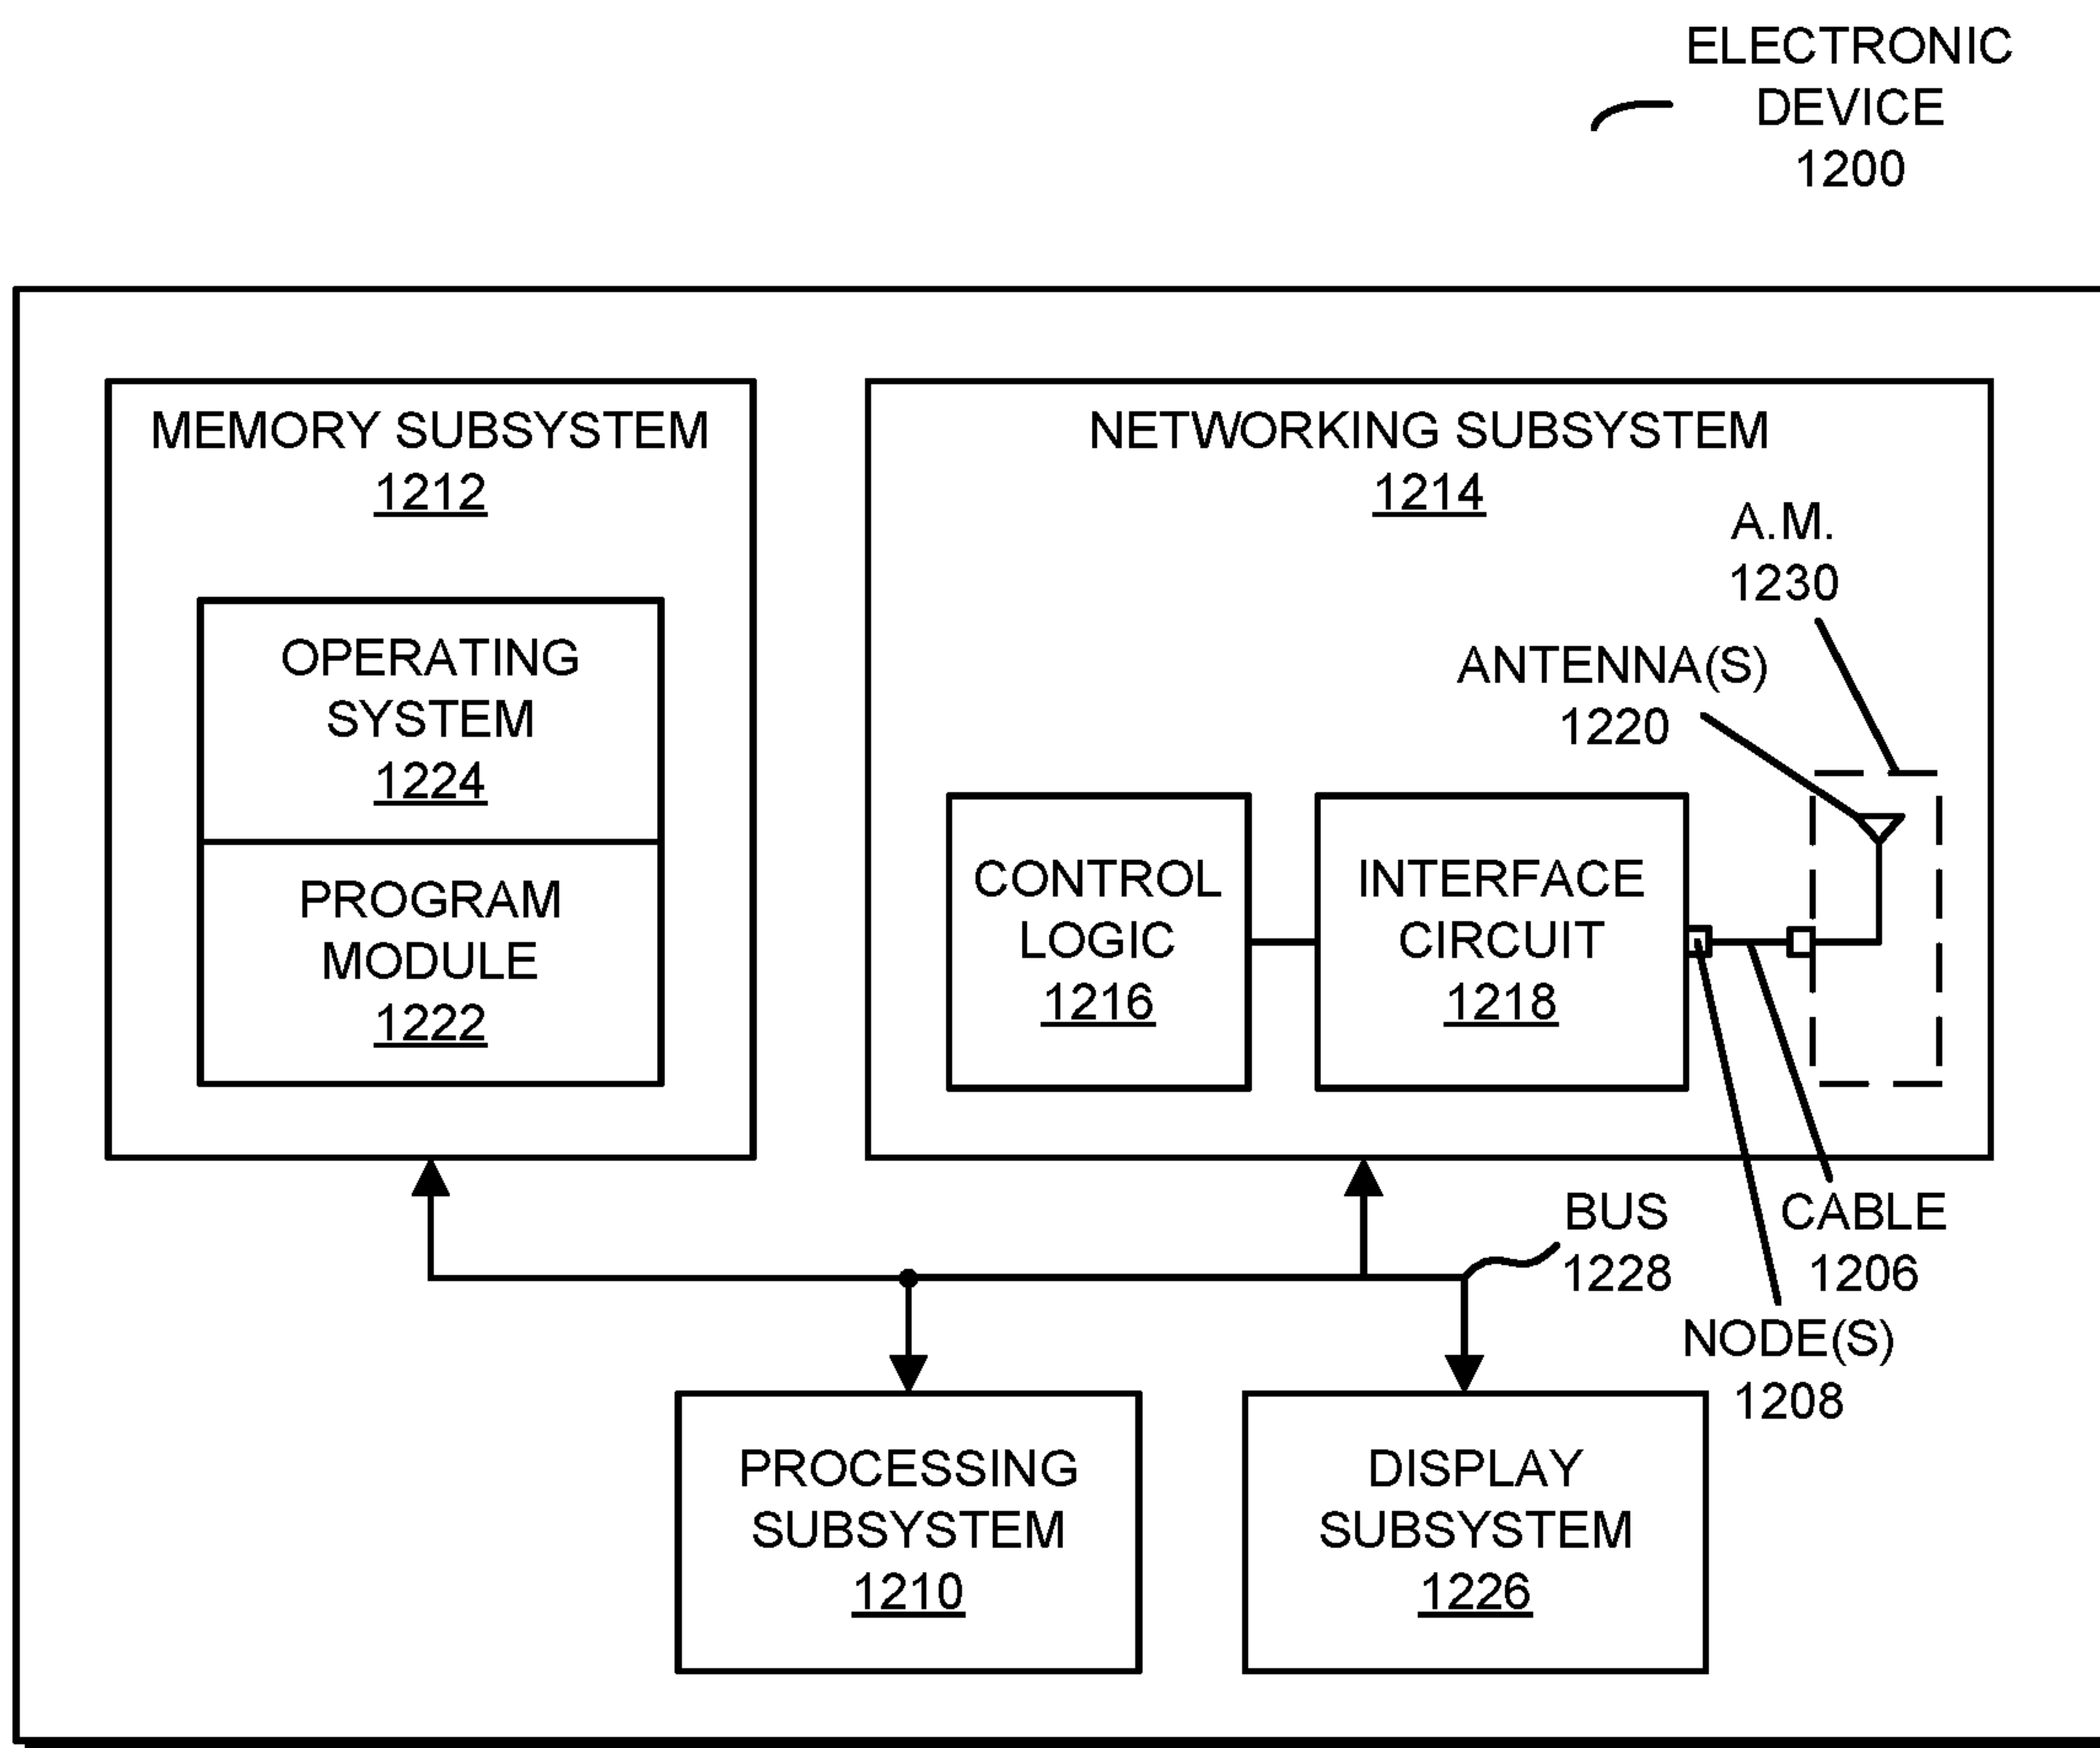 ELECTRONIC
DEVICE
1200
MEMORY SUBSYSTEM
1212
OPERATING
SYSTEM
1224
PROGRAM
MODULE
1222
NETWORKING SUBSYSTEM
1214
A.M.
1230
ANTENNA(S)
1220
CONTROL
LOGIC
1216
INTERFACE
CIRCUIT
1218
BUS
1228
CABLE
1206
NODE(S)
1208
PROCESSING
SUBSYSTEM
1210
DISPLAY
SUBSYSTEM
1226